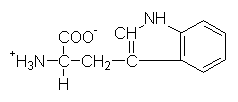 NH
COO⁻ CH
⁺H₃N-C-CH₂-C
H